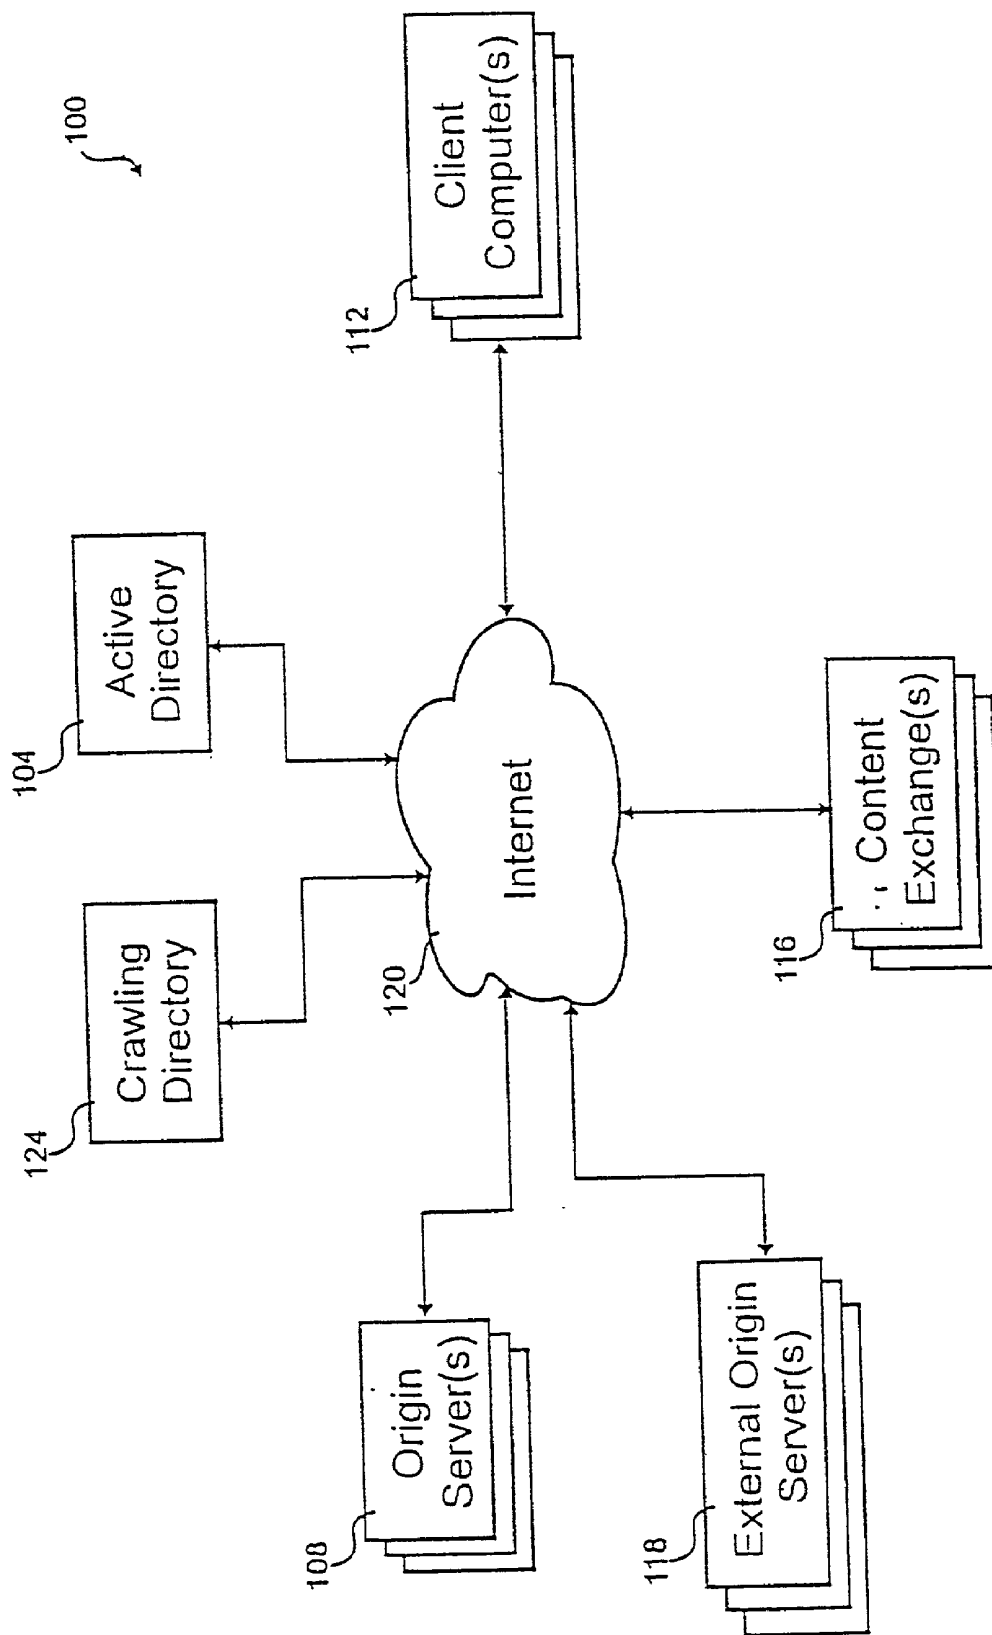 100
124
Crawling
Directory
104
Active
Directory
108
Origin
Server(s)
120
Internet
112
Client
Computer(s)
118
External Origin
Server(s)
116
Content
Exchange(s)